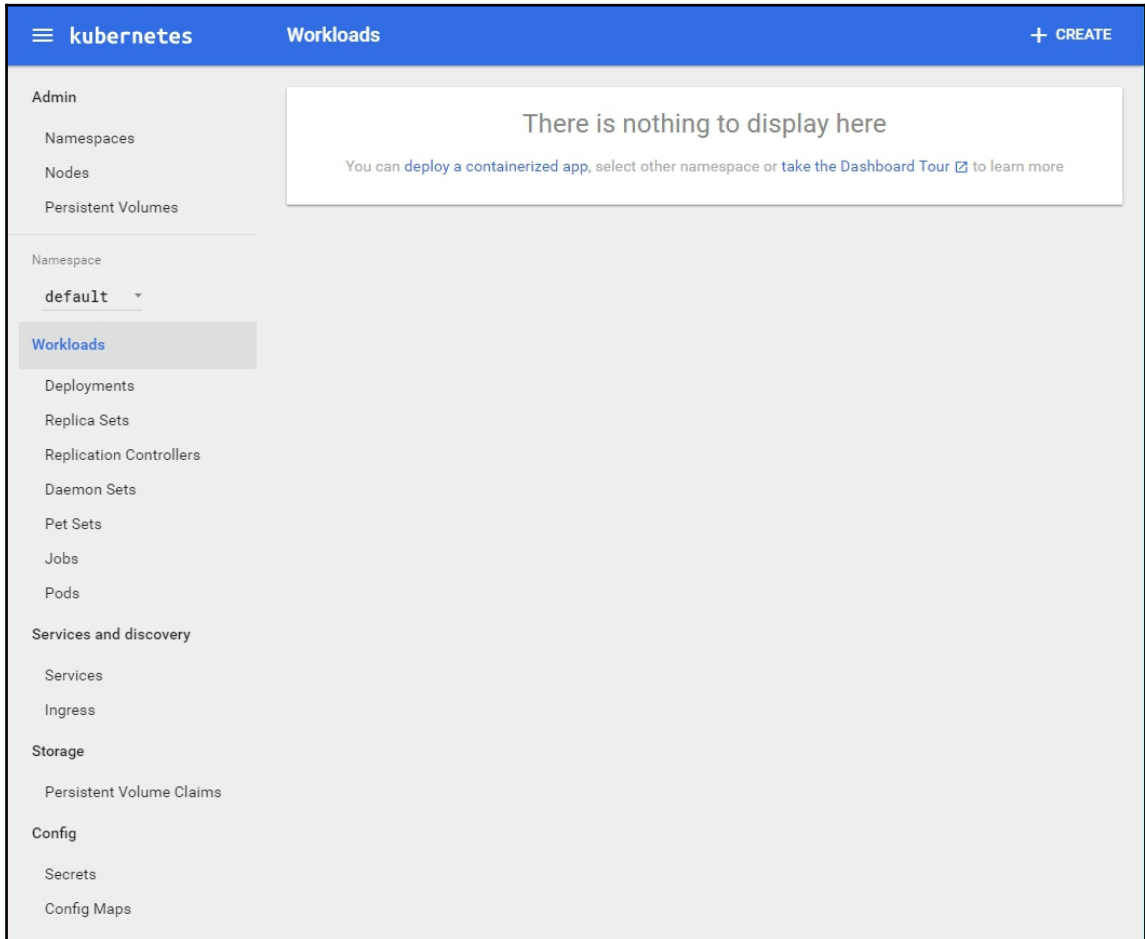 kubernetes
Workloads
+ CREATE
Admin
Namespaces
Nodes
Persistent Volumes
Namespace
default
Workloads
Deployments
Replica Sets
Replication Controllers
Daemon Sets
Pet Sets
Jobs
Pods
Services and discovery
Services
Ingress
Storage
Persistent Volume Claims
Config
Secrets
Config Maps
There is nothing to display here
You can deploy a containerized app, select other namespace or take the Dashboard Tour to learn more